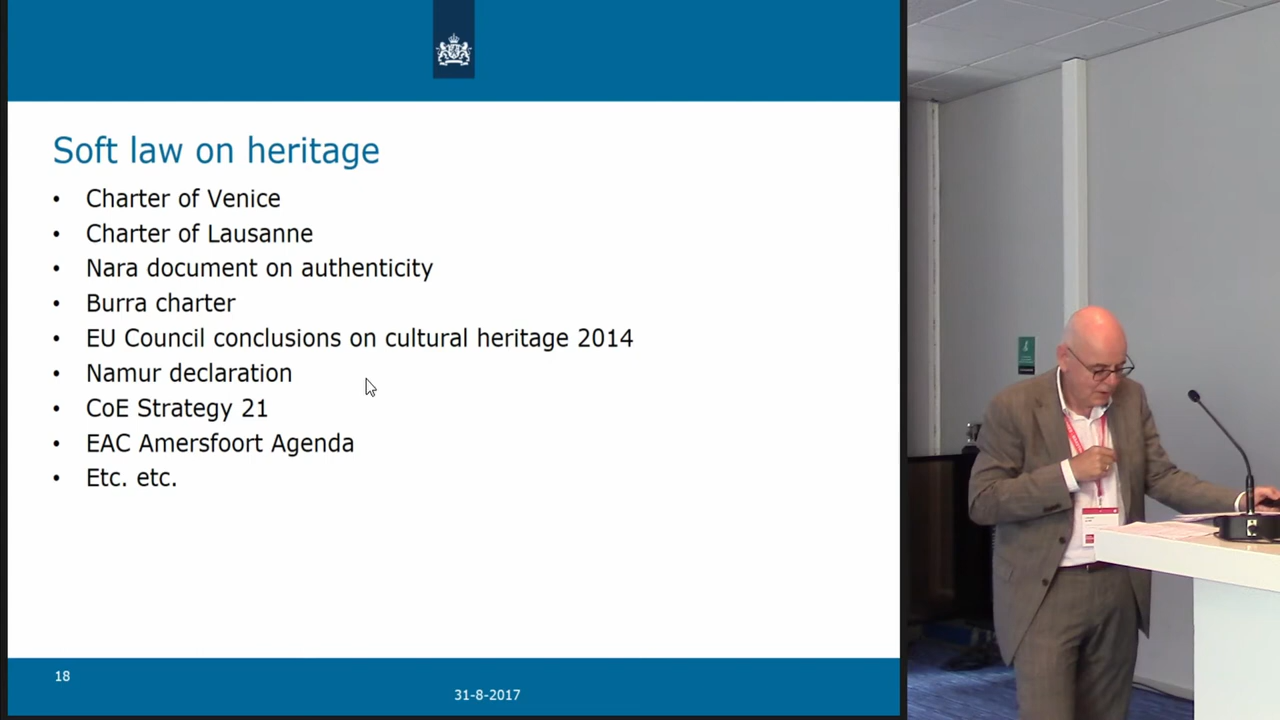 Soft law on heritage
• Charter of Venice
• Charter of Lausanne
• Nara document on authenticity
• Burra charter
• EU Council conclusions on cultural heritage 2014
• Namur declaration
• CoE Strategy 21
• EAC Amersfoort Agenda
• Etc. etc.
18
31-8-2017